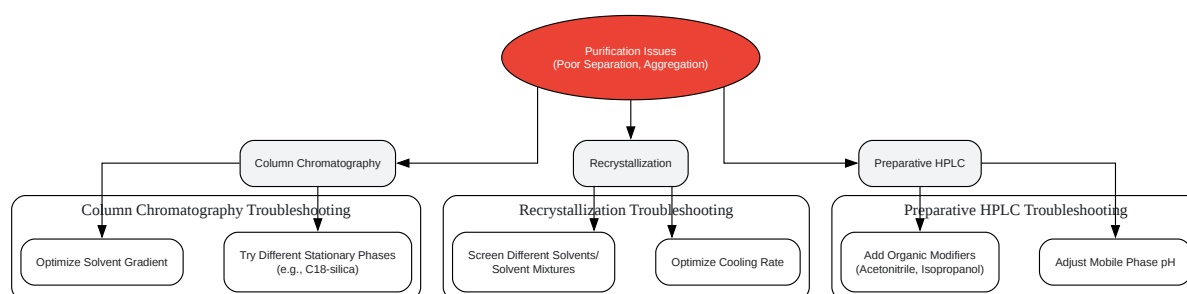 Purification Issues
(Poor Separation, Aggregation)
Column Chromatography
Recrystallization
Preparative HPLC
Column Chromatography Troubleshooting
Recrystallization Troubleshooting
Preparative HPLC Troubleshooting
Optimize Solvent Gradient
Try Different Stationary Phases
(e.g., C18-silica)
Screen Different Solvents/
Solvent Mixtures
Optimize Cooling Rate
Add Organic Modifiers
(Acetonitrile, Isopropanol)
Adjust Mobile Phase pH